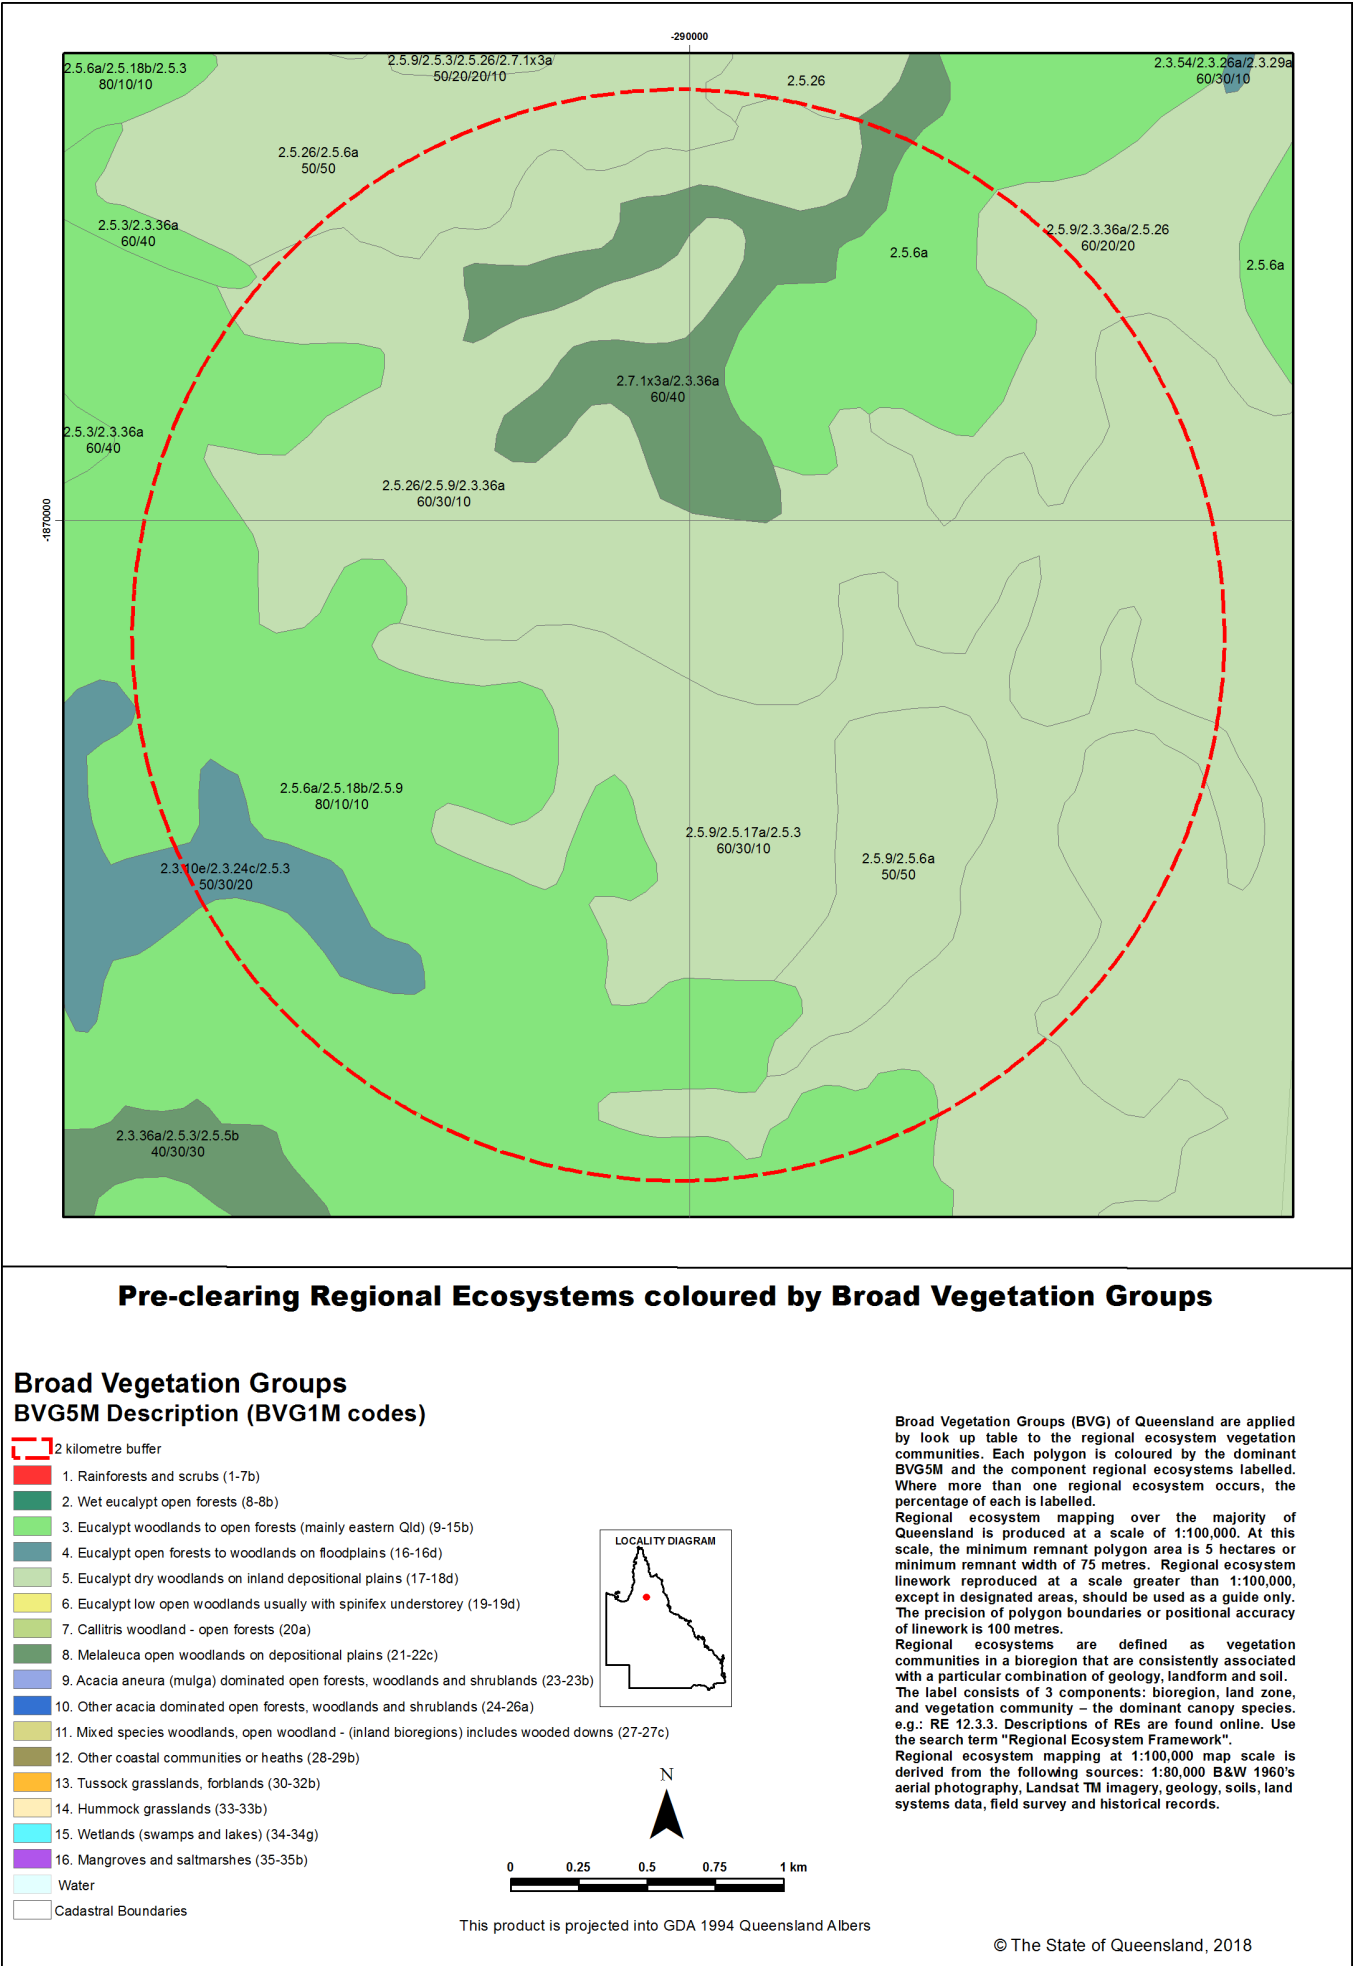 -290000
2.5.6a/2.5.18b/2.5.3
80/10/10
2.5.9/2.5.3/2.5.26/2.7.1x3a
50/20/20/10
2.5.26
2.3.54/2.3.26a/2.3.29a
60/30/10
2.5.26/2.5.6a
50/50
2.5.3/2.3.36a
60/40
2.5.9/2.3.36a/2.5.26
60/20/20
2.5.6a
2.5.6a
2.7.1x3a/2.3.36a
60/40
2.5.3/2.3.36a
60/40
2.5.26/2.5.9/2.3.36a
60/30/10
-1870000
2.5.6a/2.5.18b/2.5.9
80/10/10
2.5.9/2.5.17a/2.5.3
60/30/10
2.5.9/2.5.6a
50/50
2.3.10e/2.3.24c/2.5.3
50/30/20
2.3.36a/2.5.3/2.5.5b
40/30/30
Pre-clearing Regional Ecosystems coloured by Broad Vegetation Groups
Broad Vegetation Groups
BVG5M Description (BVG1M codes)
2 kilometre buffer
1. Rainforests and scrubs (1-7b)
2. Wet eucalypt open forests (8-8b)
3. Eucalypt woodlands to open forests (mainly eastern Qld) (9-15b)
4. Eucalypt open forests to woodlands on floodplains (16-16d)
5. Eucalypt dry woodlands on inland depositional plains (17-18d)
6. Eucalypt low open woodlands usually with spinifex understorey (19-19d)
7. Callitris woodland - open forests (20a)
8. Melaleuca open woodlands on depositional plains (21-22c)
9. Acacia aneura (mulga) dominated open forests, woodlands and shrublands (23-23b)
10. Other acacia dominated open forests, woodlands and shrublands (24-26a)
11. Mixed species woodlands, open woodland - (inland bioregions) includes wooded downs (27-27c)
12. Other coastal communities or heaths (28-29b)
13. Tussock grasslands, forblands (30-32b)
14. Hummock grasslands (33-33b)
15. Wetlands (swamps and lakes) (34-34g)
16. Mangroves and saltmarshes (35-35b)
Water
Cadastral Boundaries
LOCALITY DIAGRAM
N
0 0.25 0.5 0.75 1 km
This product is projected into GDA 1994 Queensland Albers
Broad Vegetation Groups (BVG) of Queensland are applied
by look up table to the regional ecosystem vegetation
communities. Each polygon is coloured by the dominant
BVG5M and the component regional ecosystems labelled.
Where more than one regional ecosystem occurs, the
percentage of each is labelled.
Regional ecosystem mapping over the majority of
Queensland is produced at a scale of 1:100,000. At this
scale, the minimum remnant polygon area is 5 hectares or
minimum remnant width of 75 metres. Regional ecosystem
linework reproduced at a scale greater than 1:100,000,
except in designated areas, should be used as a guide only.
The precision of polygon boundaries or positional accuracy
of linework is 100 metres.
Regional ecosystems are defined as vegetation
communities in a bioregion that are consistently associated
with a particular combination of geology, landform and soil.
The label consists of 3 components: bioregion, land zone,
and vegetation community – the dominant canopy species.
e.g.: RE 12.3.3. Descriptions of REs are found online. Use
the search term "Regional Ecosystem Framework".
Regional ecosystem mapping at 1:100,000 map scale is
derived from the following sources: 1:80,000 B&W 1960's
aerial photography, Landsat TM imagery, geology, soils, land
systems data, field survey and historical records.
© The State of Queensland, 2018